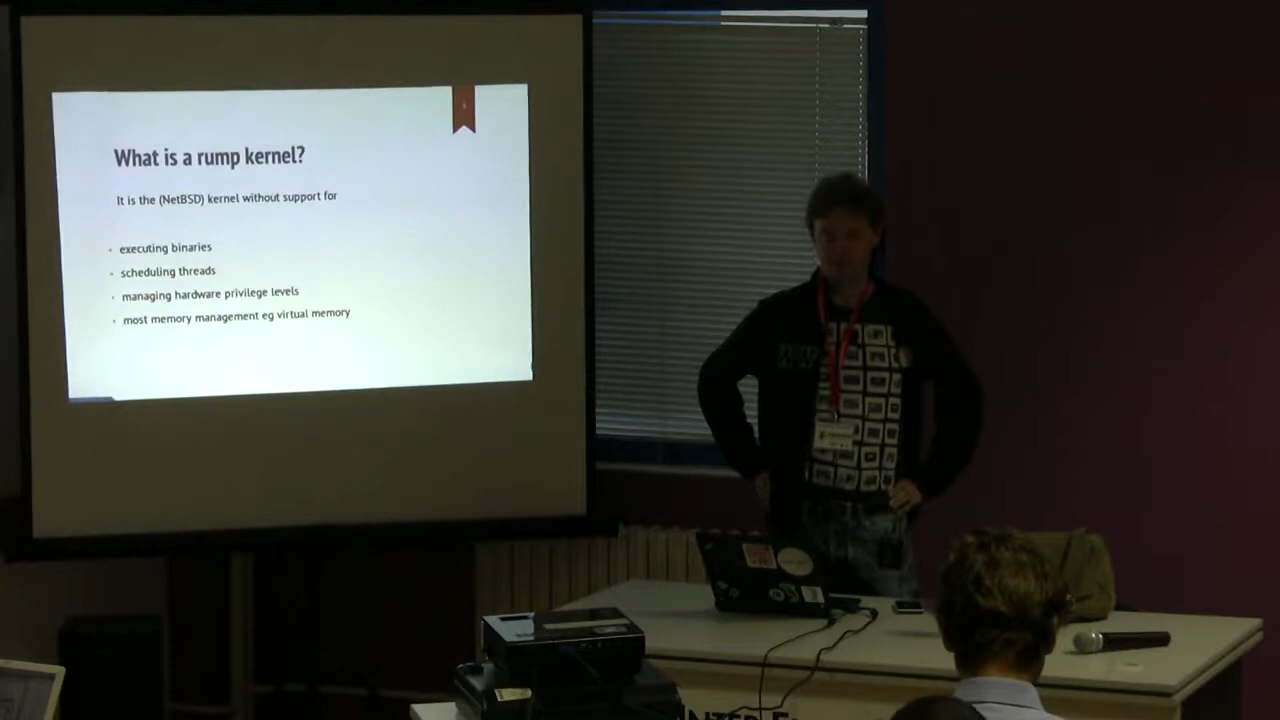 What is a rump kernel?
It is the (NetBSD) kernel without support for
executing binaries
scheduling threads
managing hardware privilege levels
most memory management eg virtual memory